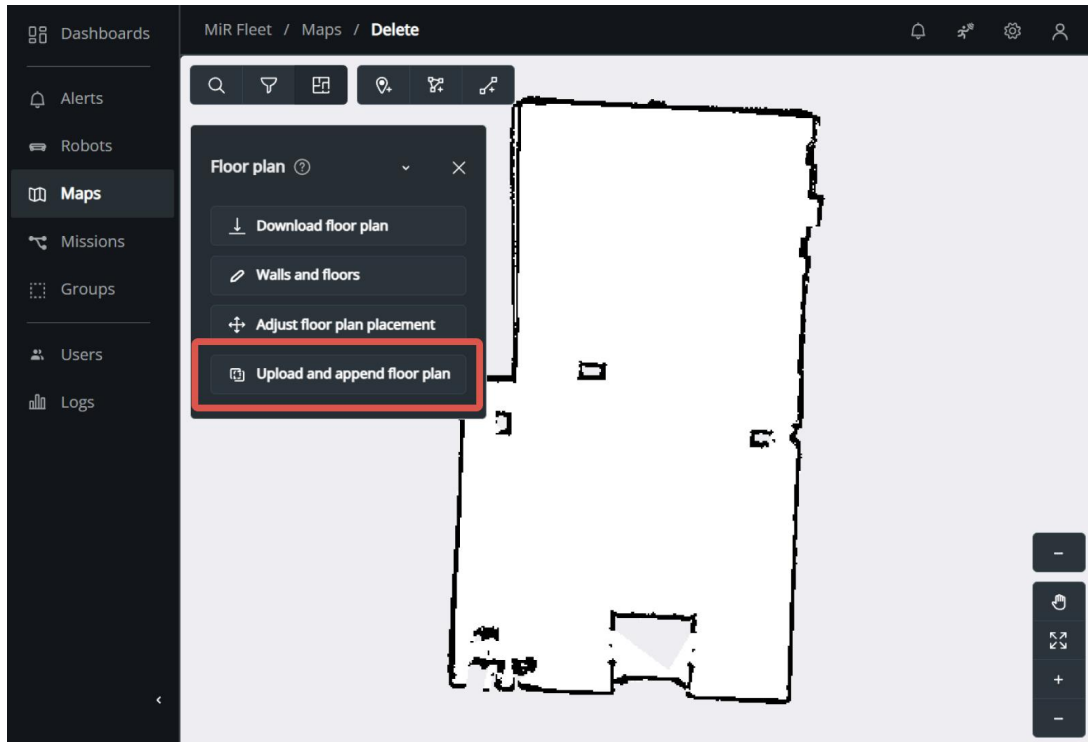 Dashboards
MiR Fleet / Maps / Delete
Alerts
Robots
Maps
Missions
Groups
Users
Logs
Floor plan
Download floor plan
Walls and floors
Adjust floor plan placement
Upload and append floor plan